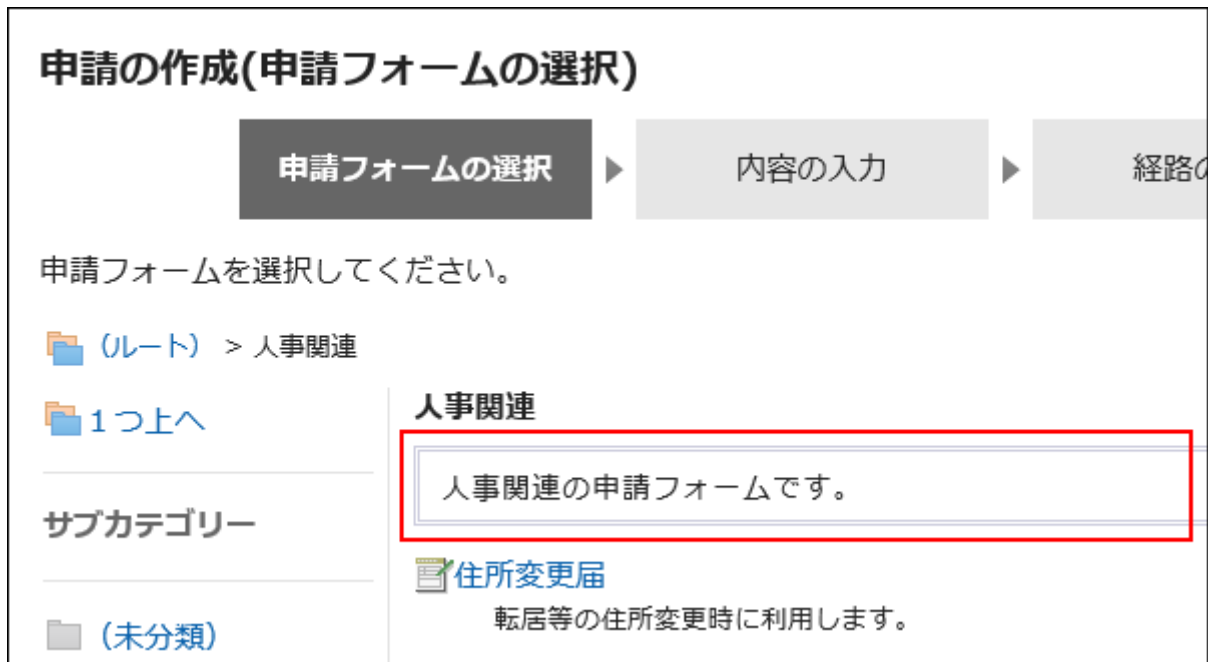 申請の作成(申請フォームの選択)
申請フォームの選択 内容の入力 経路の
申請フォームを選択してください。
(ルート) > 人事関連
1つ上へ
サブカテゴリー
(未分類)
人事関連
人事関連の申請フォームです。
住所変更届
転居等の住所変更時に利用します。